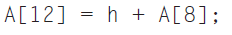 A[12] = h + A[8];